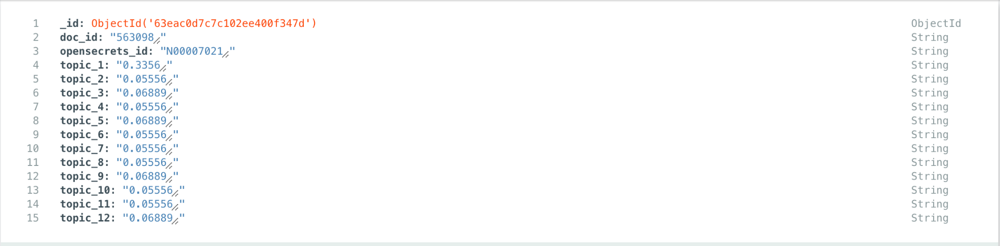 1 _id: ObjectId('63eac0d7c7c102ee400f347d') ObjectId
2 doc_id: "563098" String
3 opensecrets_id: "N00007021" String
4 topic_1: "0.3356" String
5 topic_2: "0.05556" String
6 topic_3: "0.06889" String
7 topic_4: "0.05556" String
8 topic_5: "0.06889" String
9 topic_6: "0.05556" String
10 topic_7: "0.05556" String
11 topic_8: "0.05556" String
12 topic_9: "0.06889" String
13 topic_10: "0.05556" String
14 topic_11: "0.05556" String
15 topic_12: "0.06889" String